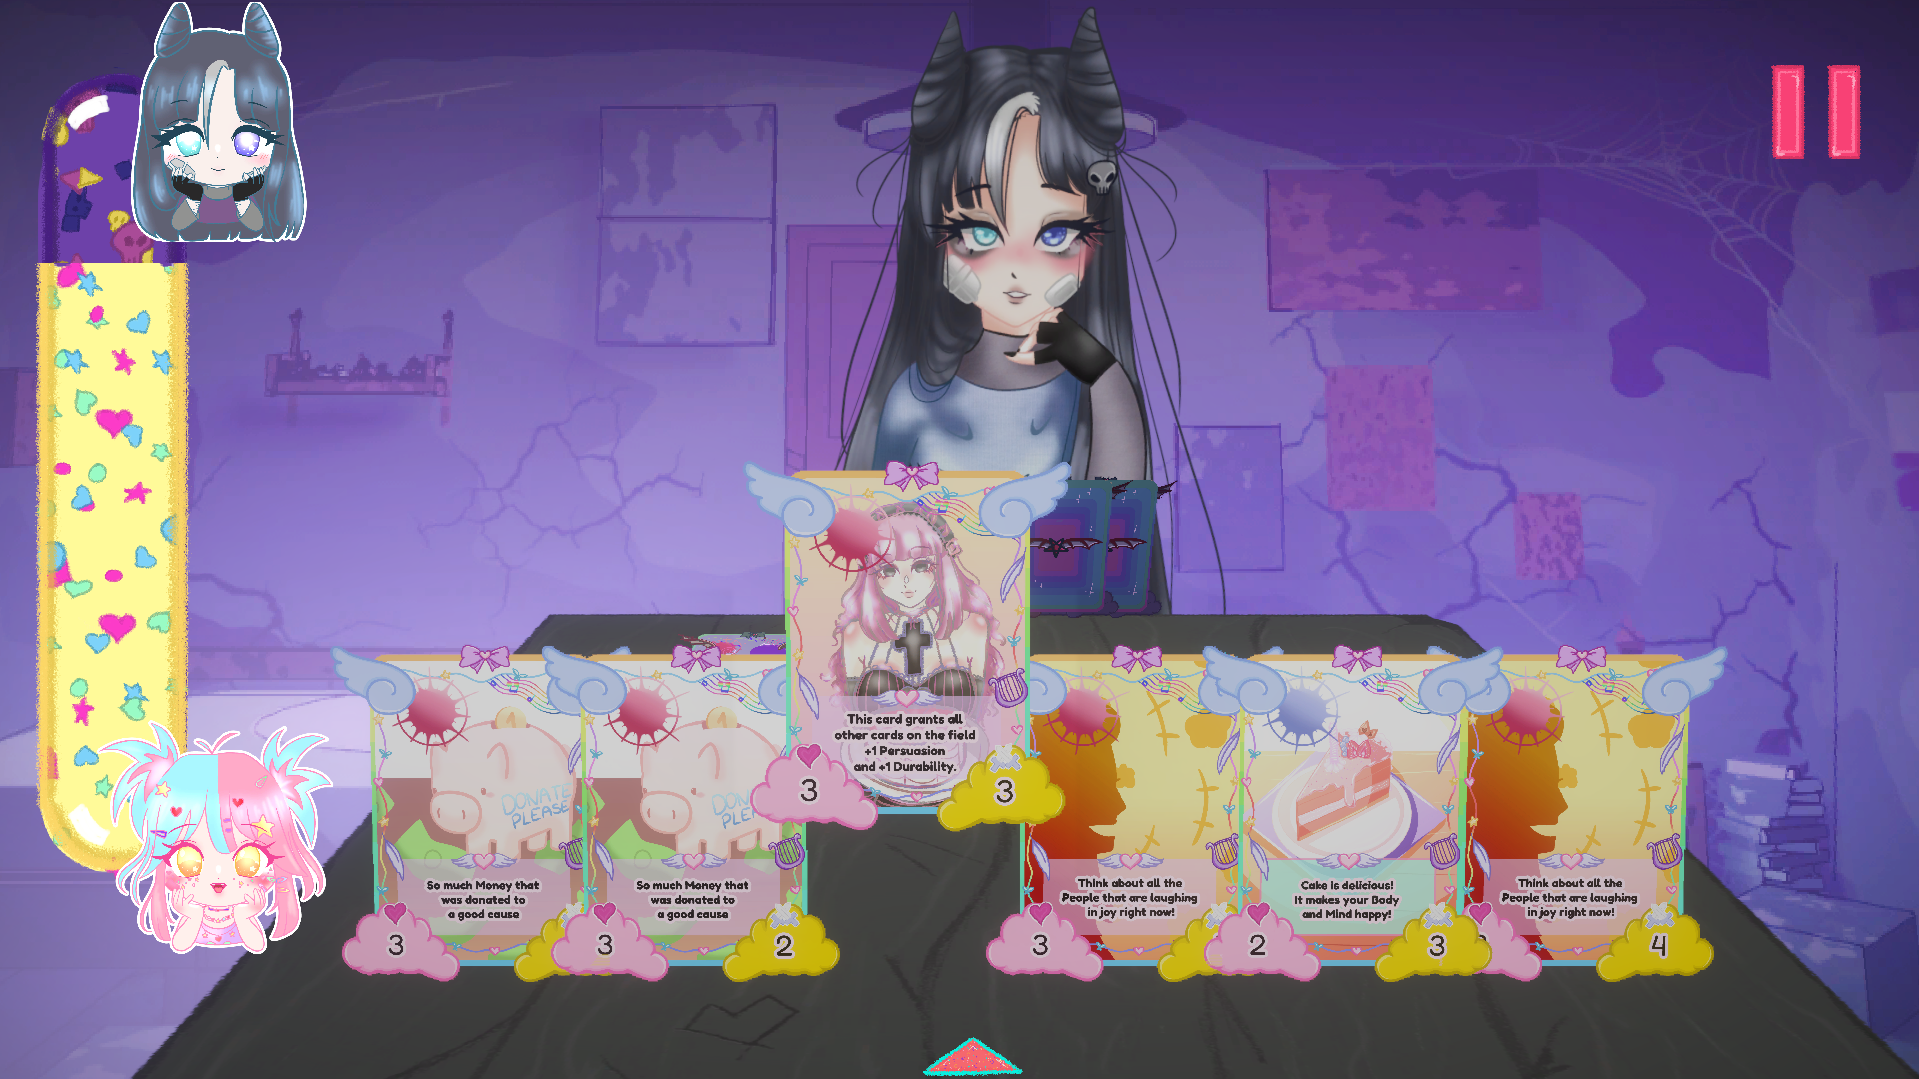 This card grants all
other cards on the field
+1 Persuasion
and +1 Durability.
3
3
DONATE
PLEASE
So much Money that
was donated to
a good cause
3
So much Money that
was donated to
a good cause
3
2
Think about all the
People that are laughing
in joy right now!
3
Cake is delicious!
It makes your Body
and Mind happy!
2
3
Think about all the
People that are laughing
in joy right now!
4